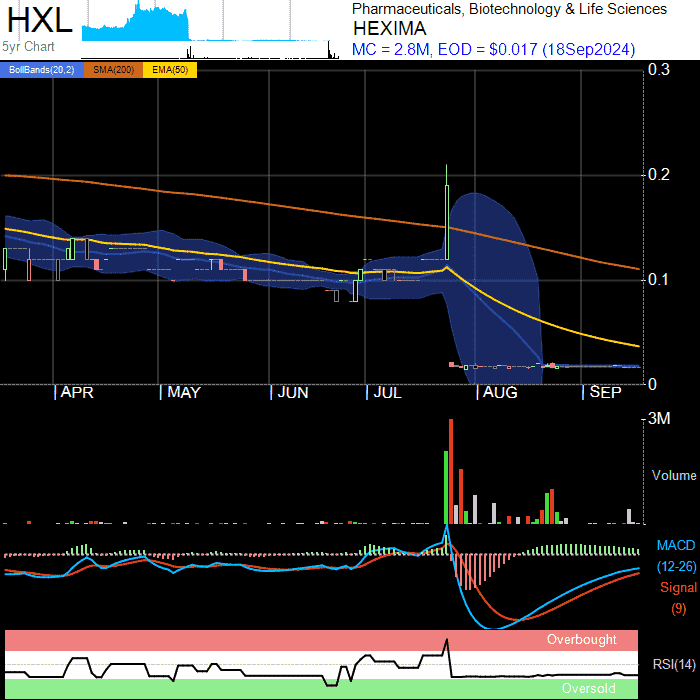 HXL
5yr Chart
Pharmaceuticals, Biotechnology & Life Sciences
HEXIMA
MC = 2.8M, EOD = $0.017 (18Sep2024)
BollBands(20,2) SMA(200) EMA(50)
0.3
0.2
0.1
0
APR MAY JUN JUL AUG SEP
3M
Volume
MACD
(12-26)
Signal
(9)
Overbought
RSI(14)
Oversold